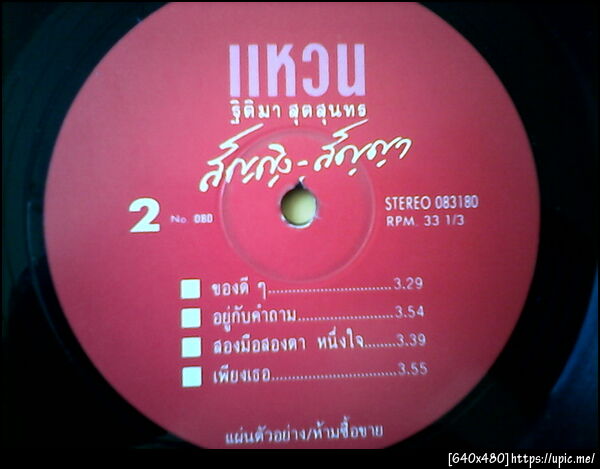 แหวน
ฐิติมา สุตสุนทร
สัญญิง-สัญญา
2 No. 080
STEREO 083180
RPM. 33 1/3
ของดี ๆ..............................3.29
อยู่กับคำถาม.......................3.54
สองมือสองตา หนึ่งใจ........3.39
เพียงเธอ..............................3.55
แผ่นตัวอย่าง/ห้ามซื้อขาย
[640x480]https://upic.me/